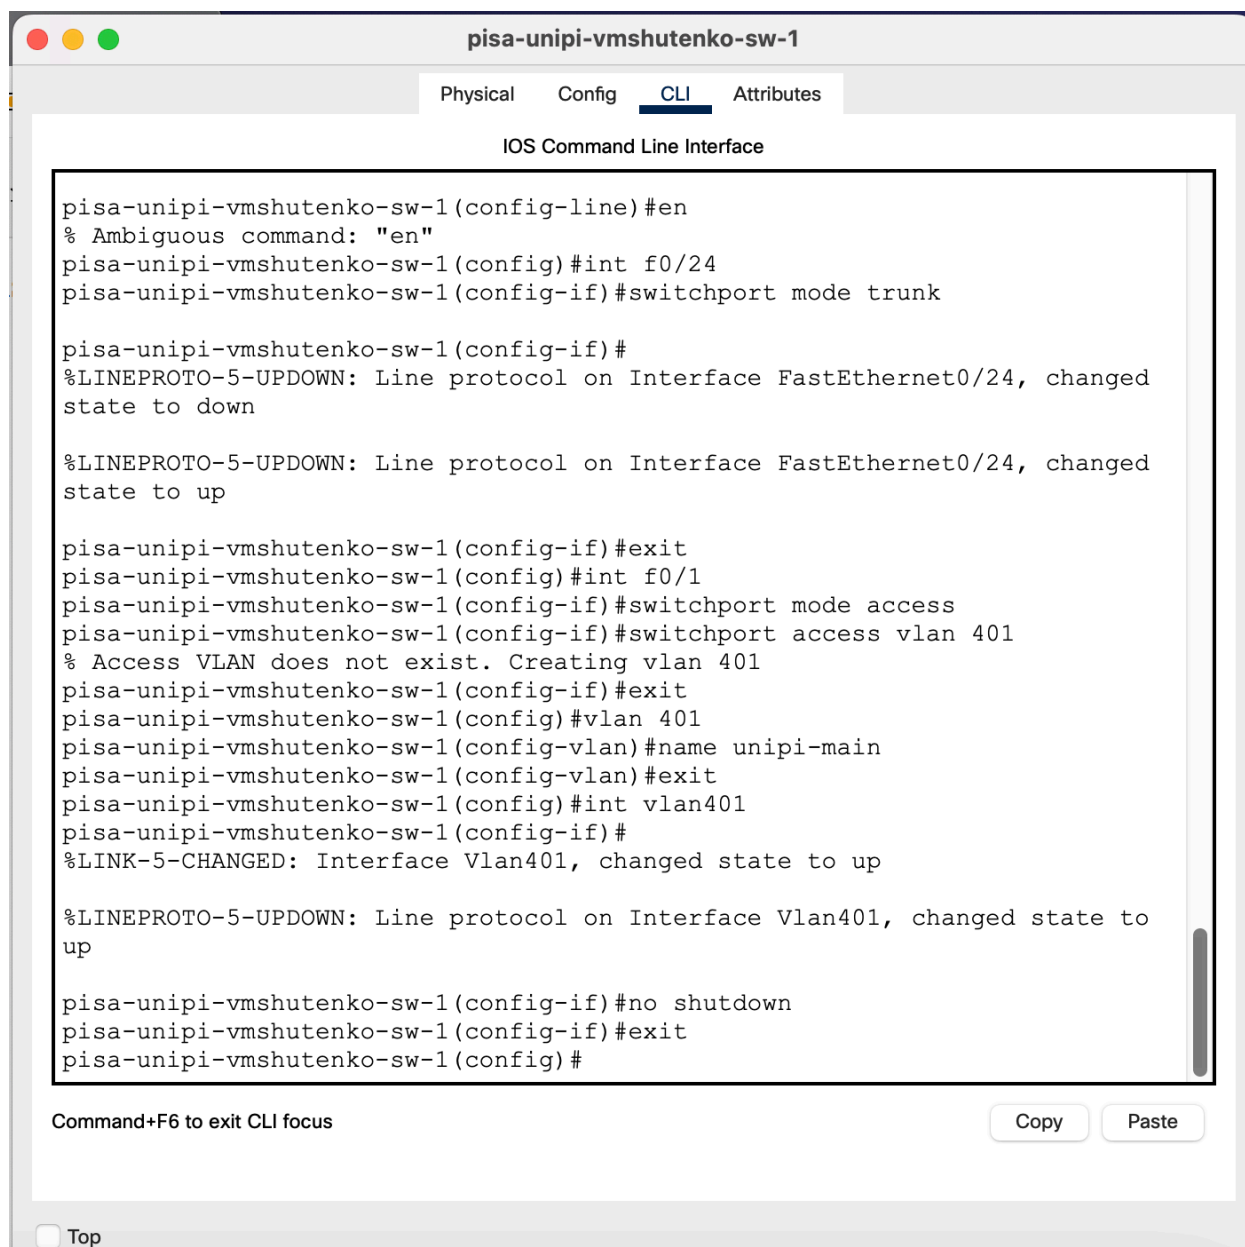 pisa-unipi-vmshutenko-sw-1
Physical Config CLI Attributes
IOS Command Line Interface
pisa-unipi-vmshutenko-sw-1(config-line)#en
% Ambiguous command: "en"
pisa-unipi-vmshutenko-sw-1(config)#int f0/24
pisa-unipi-vmshutenko-sw-1(config-if)#switchport mode trunk
pisa-unipi-vmshutenko-sw-1(config-if)#
%LINEPROTO-5-UPDOWN: Line protocol on Interface FastEthernet0/24, changed
state to down
%LINEPROTO-5-UPDOWN: Line protocol on Interface FastEthernet0/24, changed
state to up
pisa-unipi-vmshutenko-sw-1(config-if)#exit
pisa-unipi-vmshutenko-sw-1(config)#int f0/1
pisa-unipi-vmshutenko-sw-1(config-if)#switchport mode access
pisa-unipi-vmshutenko-sw-1(config-if)#switchport access vlan 401
% Access VLAN does not exist. Creating vlan 401
pisa-unipi-vmshutenko-sw-1(config-if)#exit
pisa-unipi-vmshutenko-sw-1(config)#vlan 401
pisa-unipi-vmshutenko-sw-1(config-vlan)#name unipi-main
pisa-unipi-vmshutenko-sw-1(config-vlan)#exit
pisa-unipi-vmshutenko-sw-1(config)#int vlan401
pisa-unipi-vmshutenko-sw-1(config-if)#
%LINK-5-CHANGED: Interface Vlan401, changed state to up
%LINEPROTO-5-UPDOWN: Line protocol on Interface Vlan401, changed state to
up
pisa-unipi-vmshutenko-sw-1(config-if)#no shutdown
pisa-unipi-vmshutenko-sw-1(config-if)#exit
pisa-unipi-vmshutenko-sw-1(config)#
Command+F6 to exit CLI focus
Copy Paste
Top